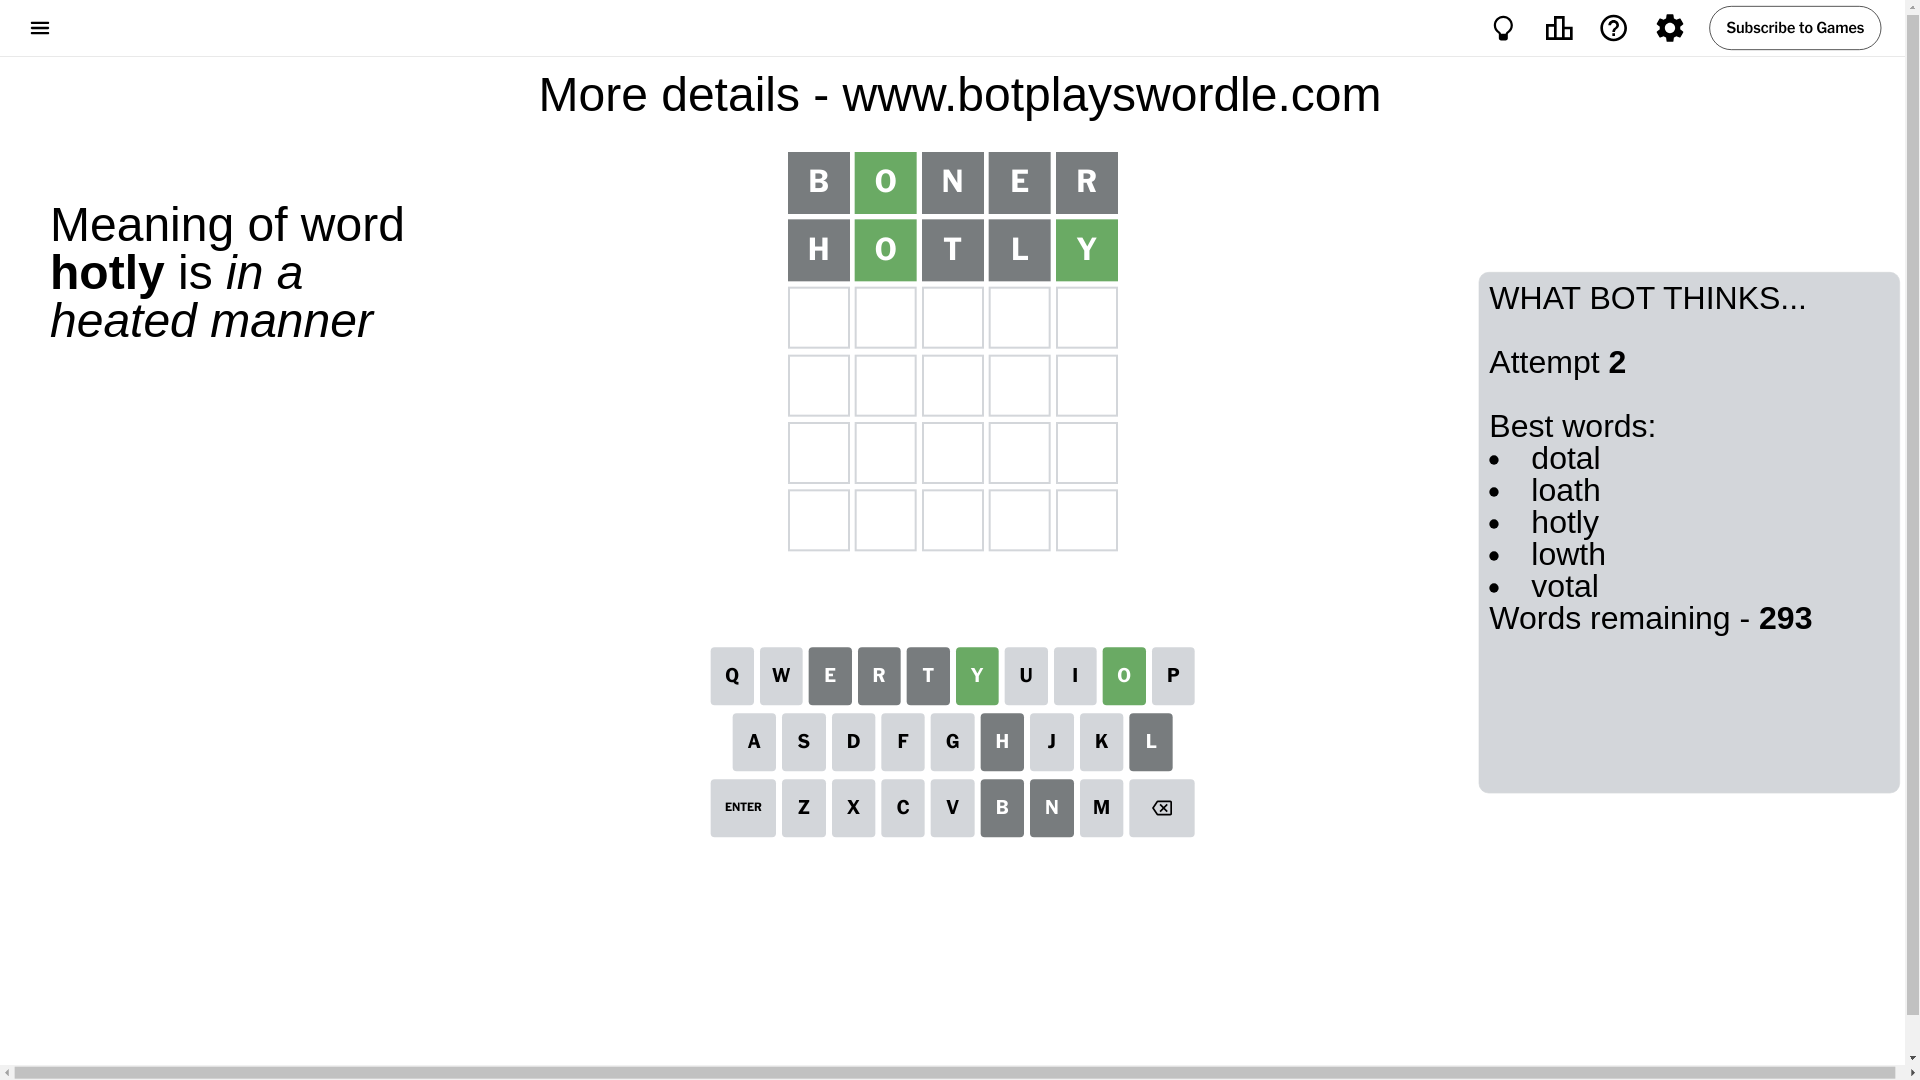 Subscribe to Games
More details - www.botplayswordle.com
Meaning of word
hotly is in a
heated manner
B O N E R
H O T L Y
WHAT BOT THINKS...
Attempt 2
Best words:
• dotal
• loath
• hotly
• lowth
• votal
Words remaining - 293
Q W E R T Y U I O P
A S D F G H J K L
ENTER Z X C V B N M